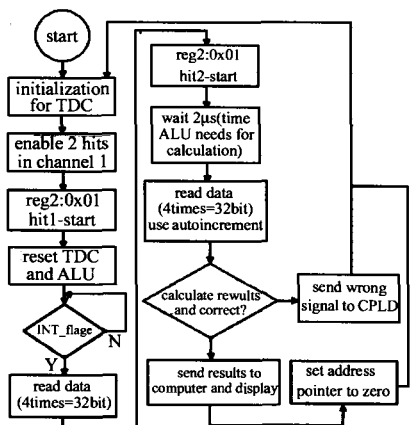 start
initialization
for TDC
enable 2 hits
in channel 1
reg2:0x01
hit1-start
reset TDC
and ALU
INT_flage
N
Y
read data
(4times=32bit)
reg2:0x01
hit2-start
wait 2μs(time
ALU needs for
calculation)
read data
(4times=32bit)
use autoincrement
calculate rewults
and correct?
send wrong
signal to CPLD
send results to
computer and display
set address
pointer to zero